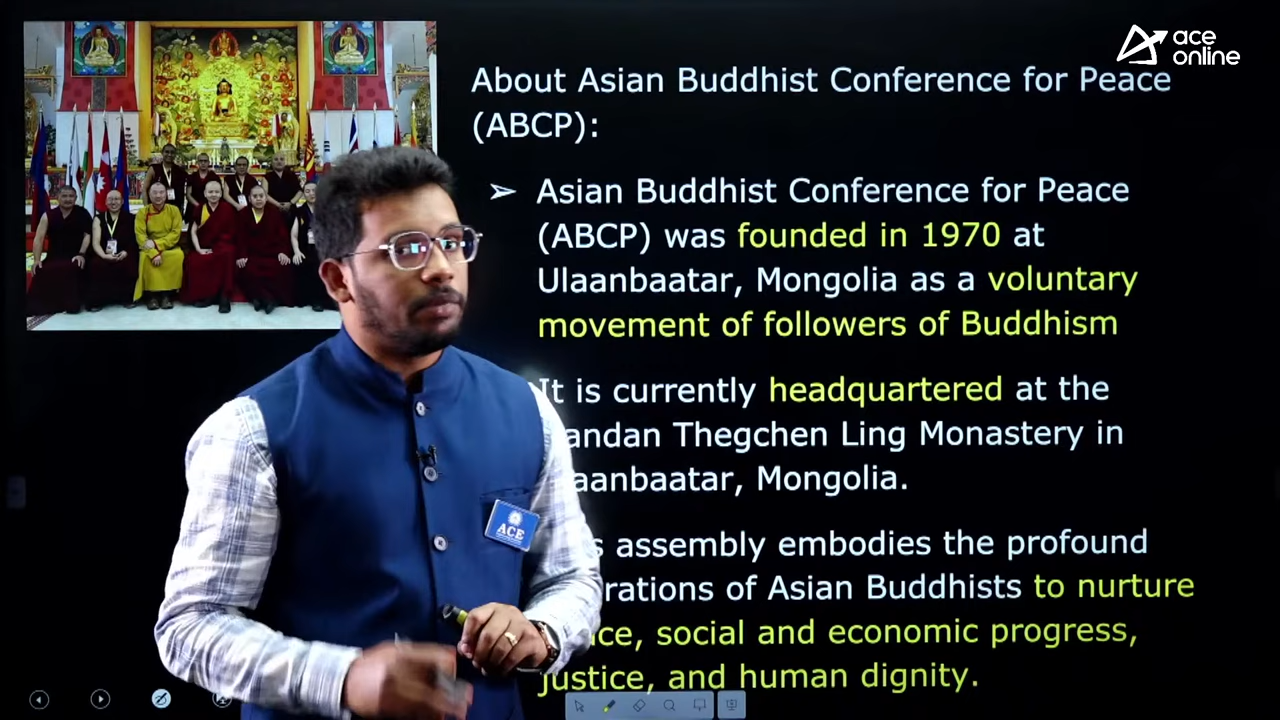 ace
online
About Asian Buddhist Conference for Peace
(ABCP):
➢ Asian Buddhist Conference for Peace
(ABCP) was founded in 1970 at
Ulaanbaatar, Mongolia as a voluntary
movement of followers of Buddhism
It is currently headquartered at the
andan Thegchen Ling Monastery in
aanbaatar, Mongolia.
s assembly embodies the profound
rations of Asian Buddhists to nurture
ce, social and economic progress,
justice, and human dignity.
ACE